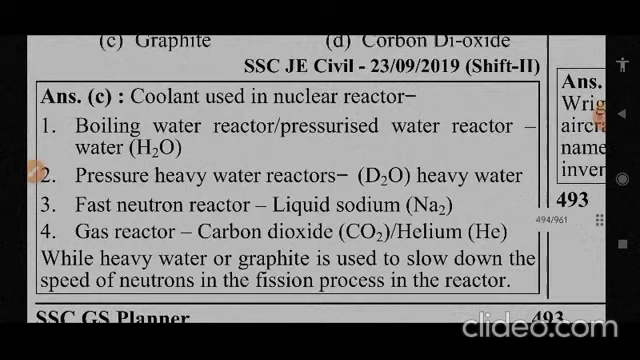 (c) Graphite (d) Corbon Di-oxide
SSC JE Civil - 23/09/2019 (Shift-II)
Ans. (c) : Coolant used in nuclear reactor−
1. Boiling water reactor/pressurised water reactor – water (H₂O)
2. Pressure heavy water reactors− (D₂O) heavy water
3. Fast neutron reactor – Liquid sodium (Na₂)
4. Gas reactor – Carbon dioxide (CO₂)/Helium (He)
While heavy water or graphite is used to slow down the
speed of neutrons in the fission process in the reactor.
SSC GS Planner
493
Ans.
Wrig
aircra
name
inven
493
494/961
clideo.com